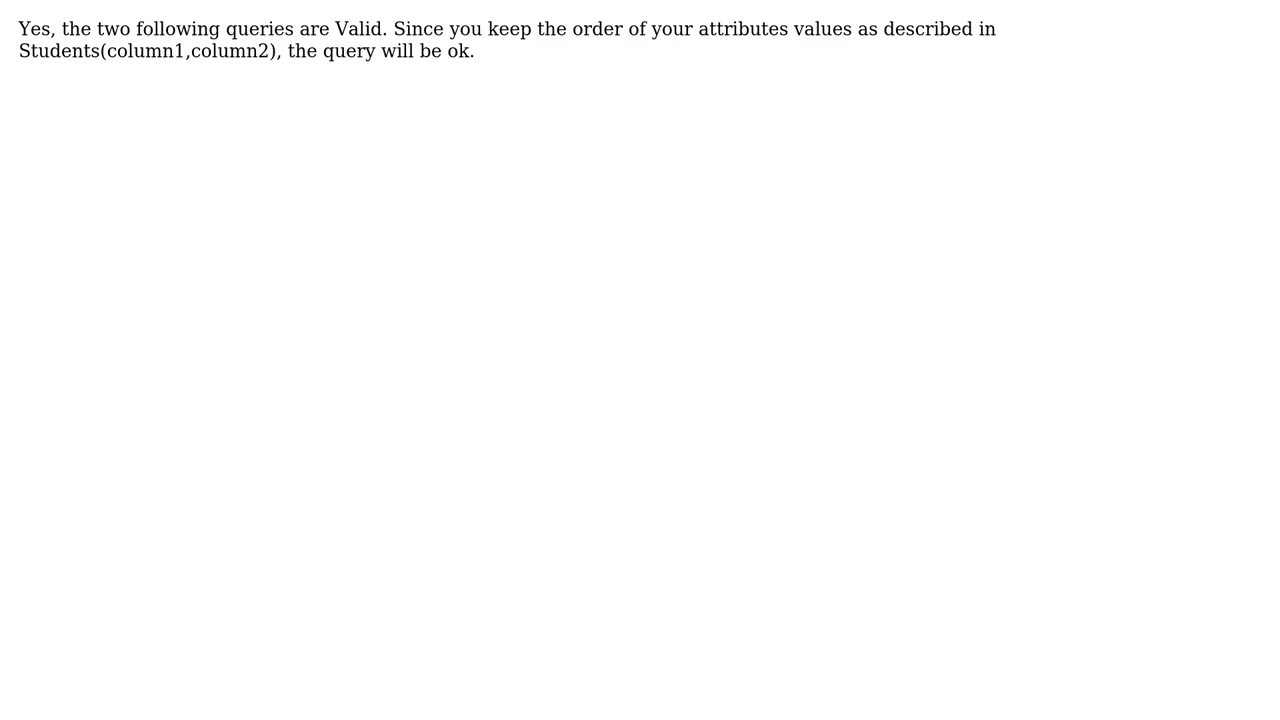 Yes, the two following queries are Valid. Since you keep the order of your attributes values as described in
Students(column1,column2), the query will be ok.